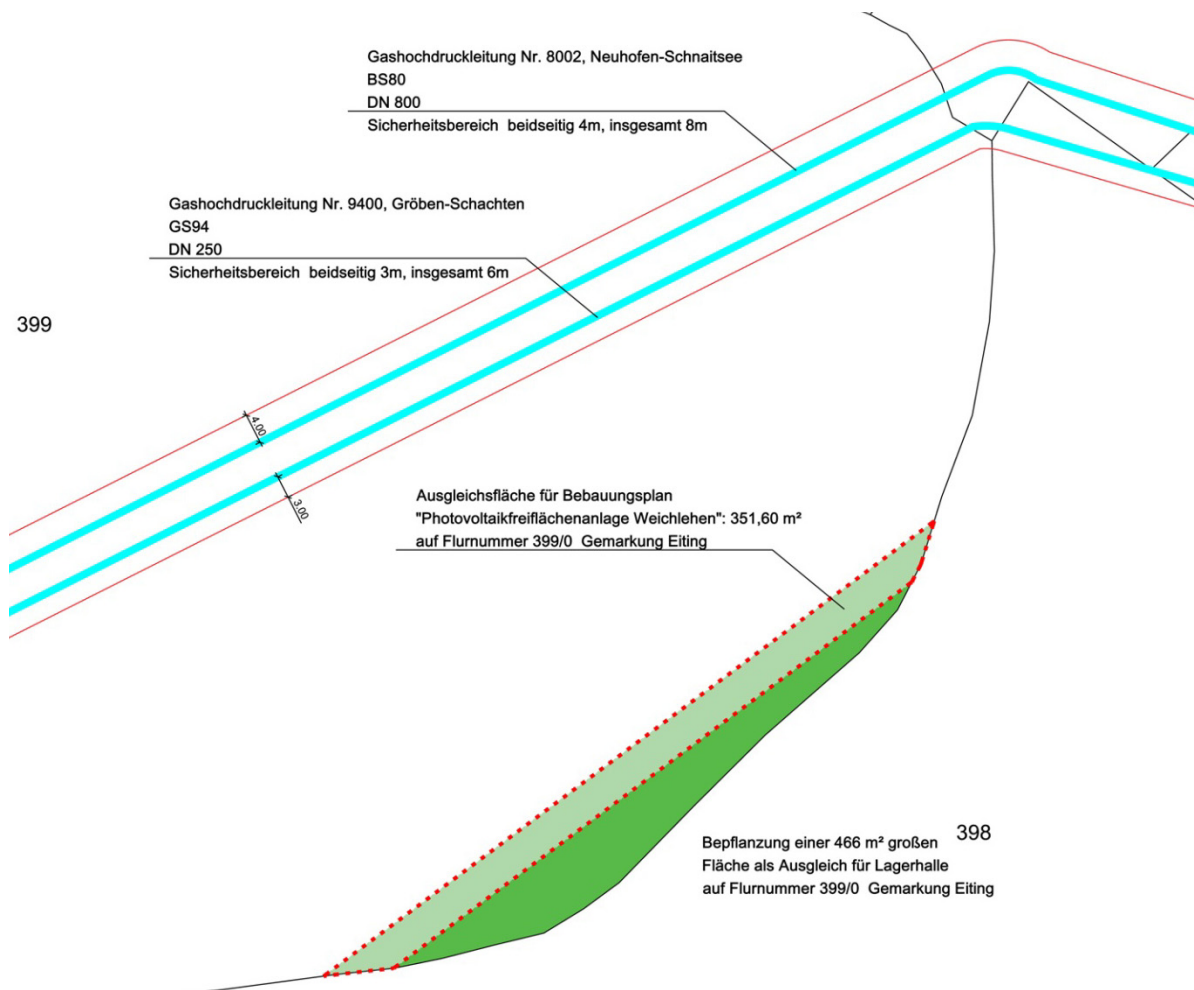 Gashochdruckleitung Nr. 8002, Neuhofen-Schnaitsee
BS80
DN 800
Sicherheitsbereich beidseitig 4m, insgesamt 8m
Gashochdruckleitung Nr. 9400, Gröben-Schachten
GS94
DN 250
Sicherheitsbereich beidseitig 3m, insgesamt 6m
399
4.00
3.00
Ausgleichsfläche für Bebauungsplan
"Photovoltaikfreiflächenanlage Weichlehen": 351,60 m²
auf Flurnummer 399/0 Gemarkung Eiting
398
Bepflanzung einer 466 m² großen
Fläche als Ausgleich für Lagerhalle
auf Flurnummer 399/0 Gemarkung Eiting